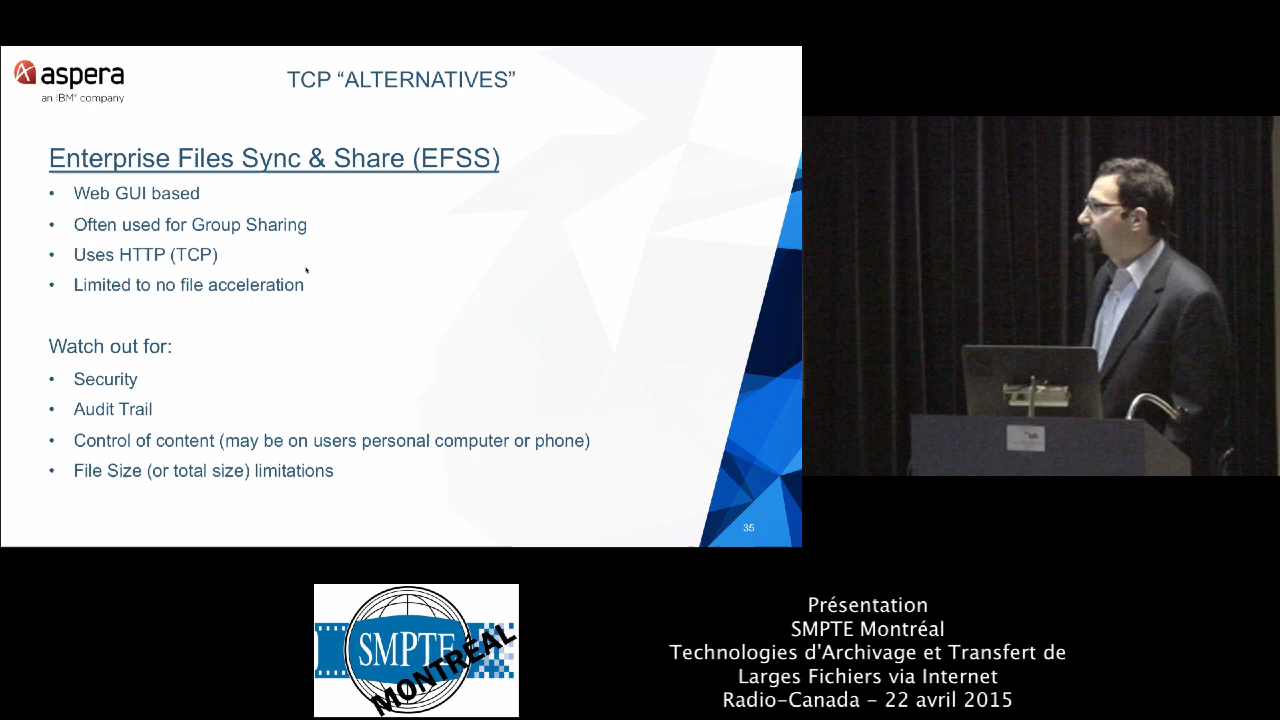 aspera
an IBM® company
TCP “ALTERNATIVES”
Enterprise Files Sync & Share (EFSS)
• Web GUI based
• Often used for Group Sharing
• Uses HTTP (TCP)
• Limited to no file acceleration
Watch out for:
• Security
• Audit Trail
• Control of content (may be on users personal computer or phone)
• File Size (or total size) limitations
35
SMPTE
MONTRÉAL
Présentation
SMPTE Montréal
Technologies d'Archivage et Transfert de
Larges Fichiers via Internet
Radio-Canada – 22 avril 2015